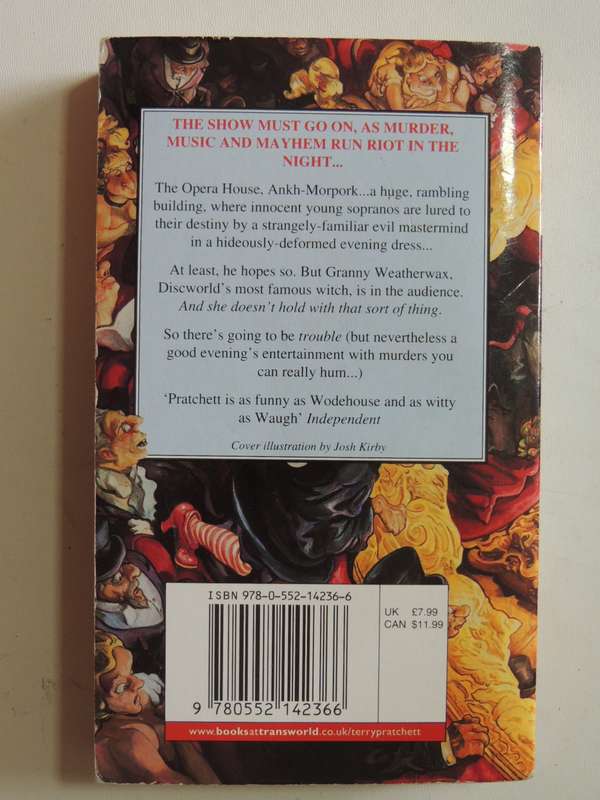 THE SHOW MUST GO ON, AS MURDER,
MUSIC AND MAYHEM RUN RIOT IN THE
NIGHT...
The Opera House, Ankh-Morpork...a huge, rambling
building, where innocent young sopranos are lured to
their destiny by a strangely-familiar evil mastermind
in a hideously-deformed evening dress...
At least, he hopes so. But Granny Weatherwax,
Discworld's most famous witch, is in the audience.
And she doesn't hold with that sort of thing.
So there's going to be trouble (but nevertheless a
good evening's entertainment with murders you
can really hum...)
'Pratchett is as funny as Wodehouse and as witty
as Waugh' Independent
Cover illustration by Josh Kirby
ISBN 978-0-552-14236-6
UK £7.99
CAN $11.99
9 780552 142366
www.booksattransworld.co.uk/terrypratchett